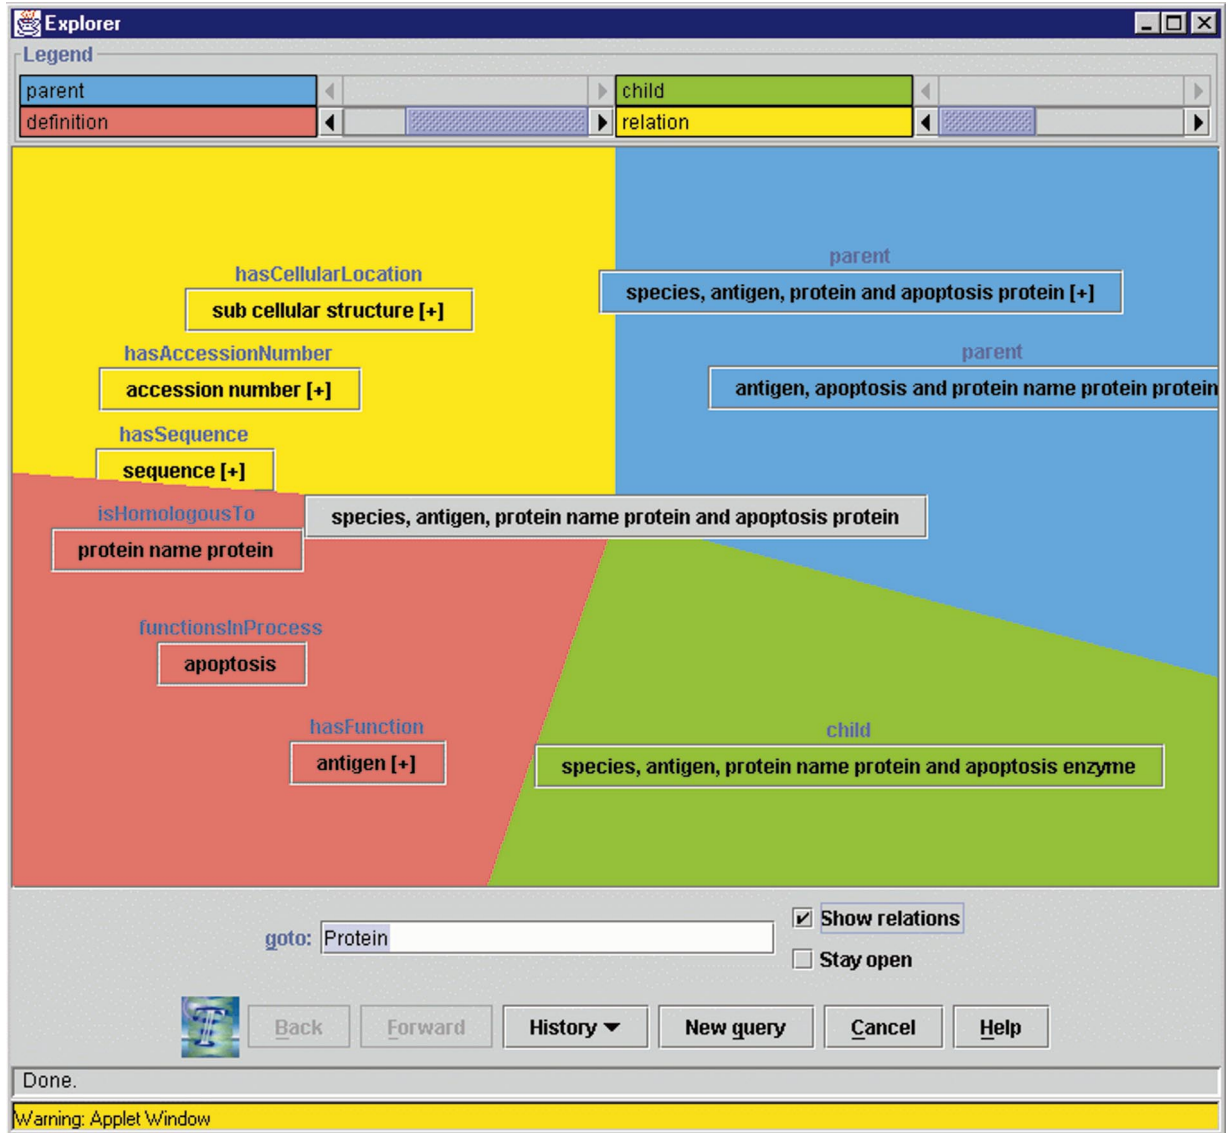 Explorer
Legend
parent
child
definition
relation
parent
hasCellularLocation
species, antigen, protein and apoptosis protein [+]
sub cellular structure [+]
hasAccessionNumber
parent
accession number [+]
antigen, apoptosis and protein name protein protein
hasSequence
sequence [+]
isHomologousTo
species, antigen, protein name protein and apoptosis protein
protein name protein
functionsInProcess
apoptosis
hasFunction
child
antigen [+]
species, antigen, protein name protein and apoptosis enzyme
Show relations
goto: Protein
Stay open
T
Back Forward History New query Cancel Help
Done.
Warning: Applet Window